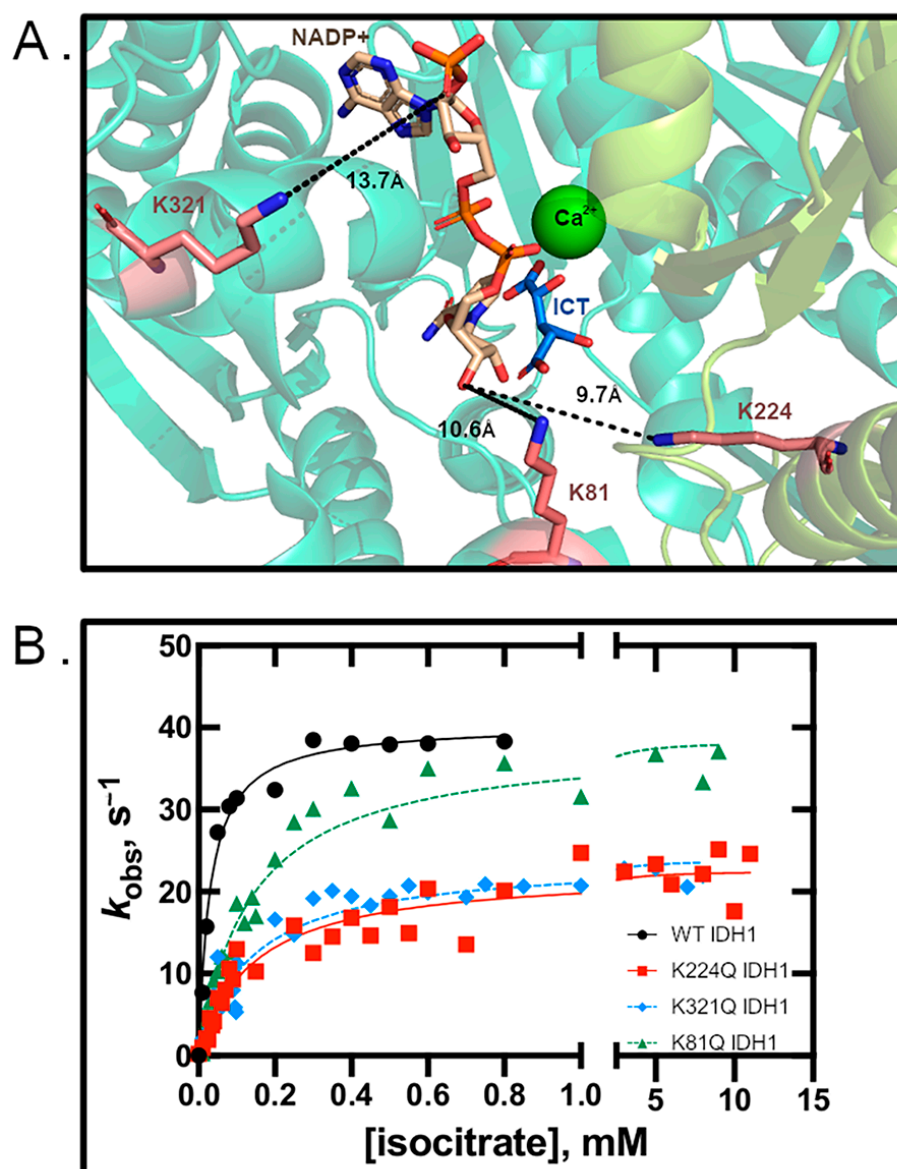 A .
NADP+
13.7Å
K321
Ca2+
ICT
9.7Å
K224
10.6Å
K81
B .
50
40
30
20
10
0
kobs, s−1
WT IDH1
K224Q IDH1
K321Q IDH1
K81Q IDH1
0.0 0.2 0.4 0.6 0.8 1.0 5 10 15
[isocitrate], mM